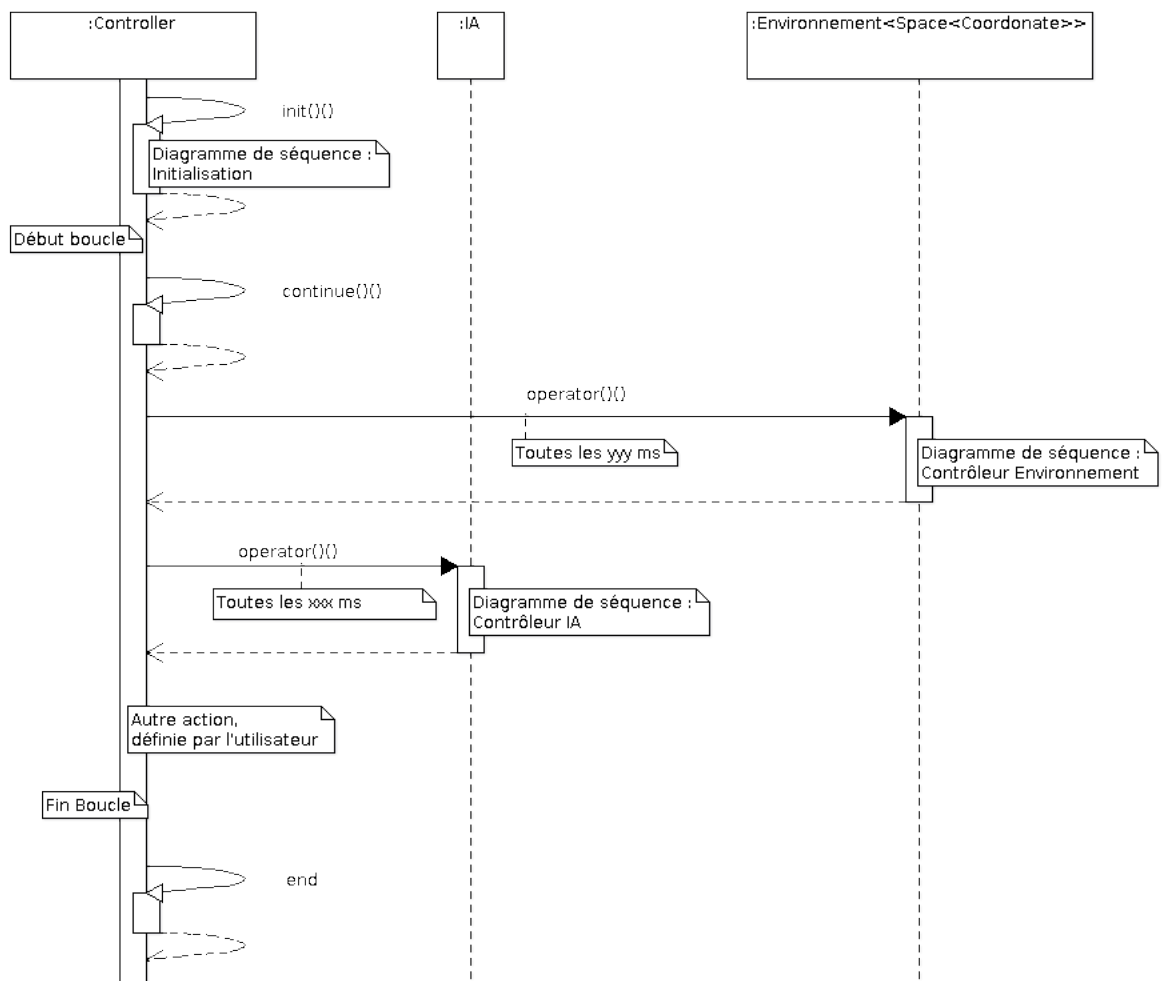 :Controller
:IA
:Environnement<Space<Coordonate>>
init()()
Diagramme de séquence :
Initialisation
Début boucle
continue()()
operator()()
Toutes les yyy ms
Diagramme de séquence :
Contrôleur Environnement
operator()()
Toutes les xxx ms
Diagramme de séquence :
Contrôleur IA
Autre action,
définie par l'utilisateur
Fin Boucle
end